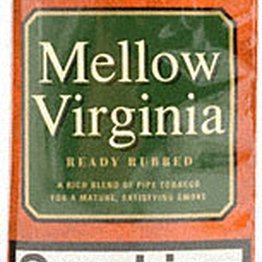 Mellow
Virginia
READY RUBBED
A RICH BLEND OF PIPE TOBACCO
FOR A MATURE, SATISFYING SMOKE